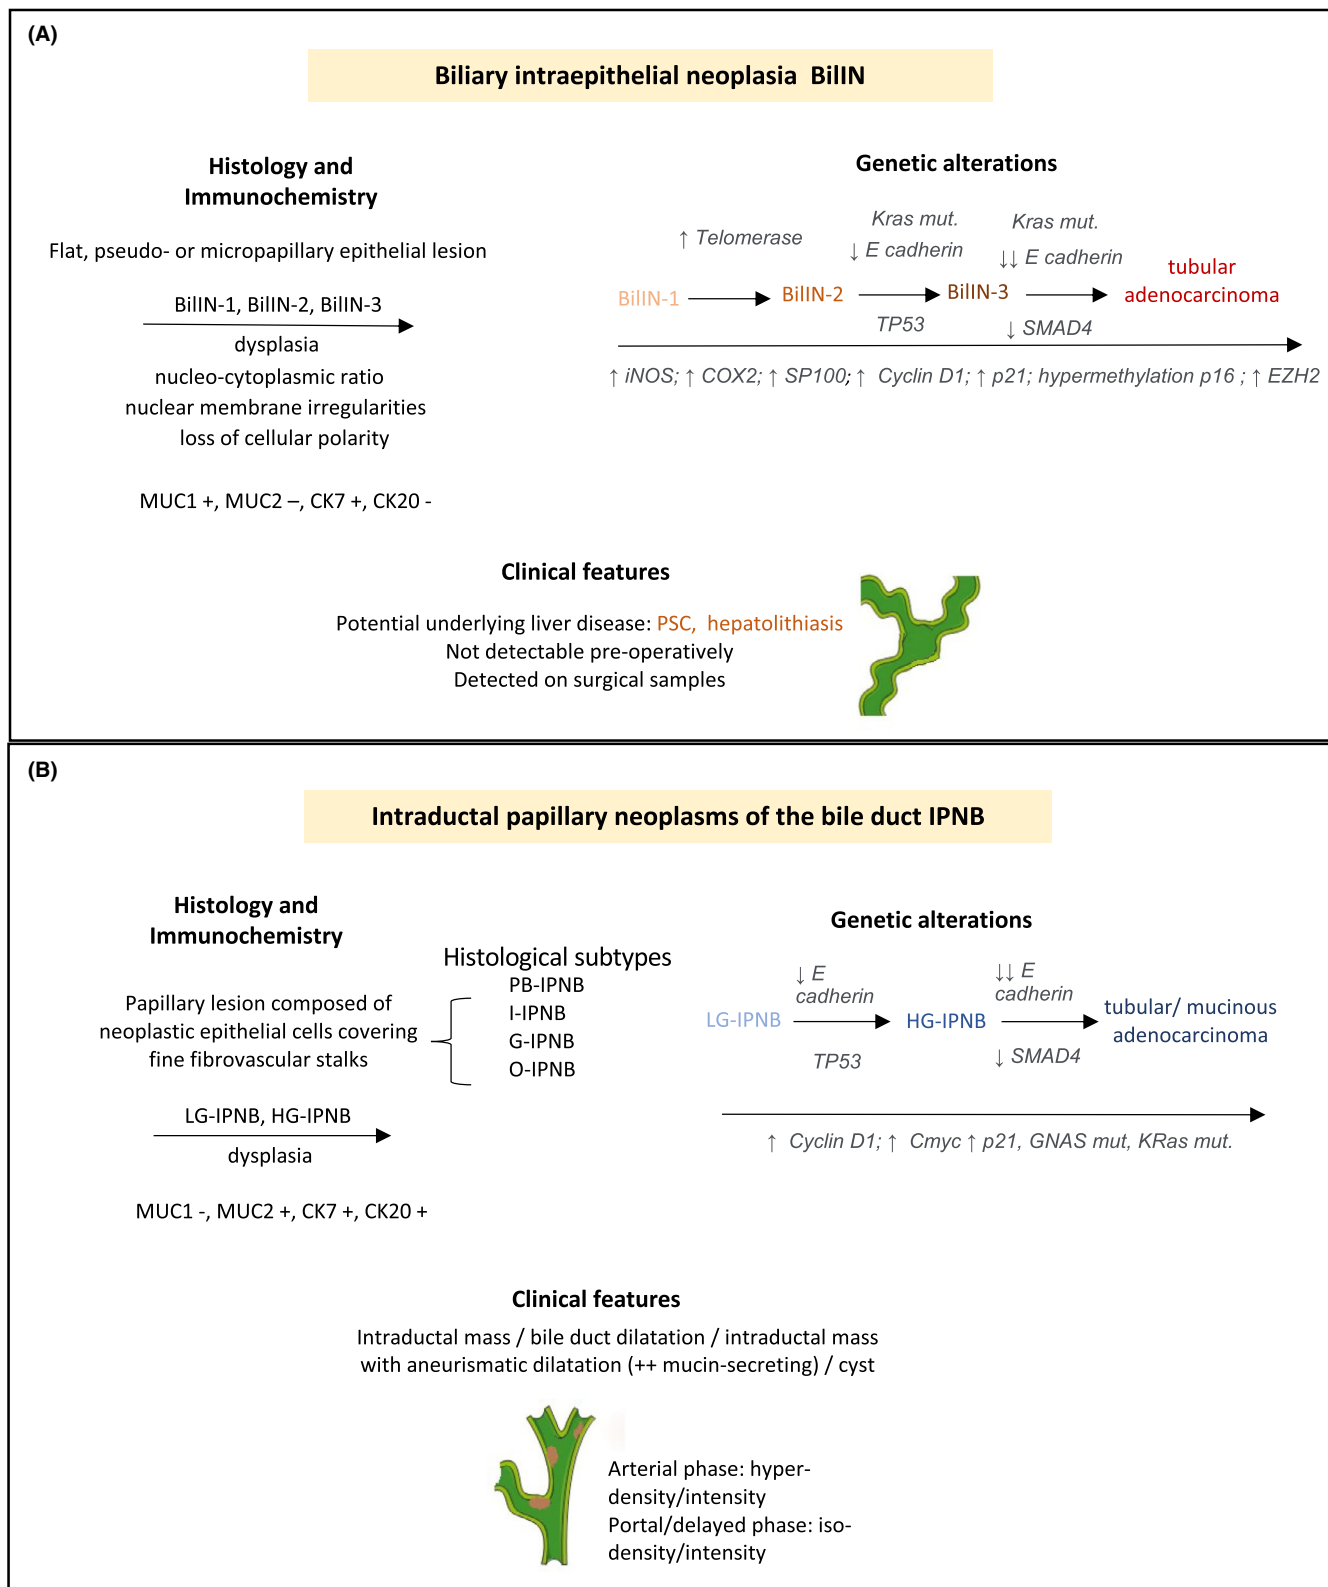 (A)
Biliary intraepithelial neoplasia BilIN
Histology and
Immunochemistry
Flat, pseudo- or micropapillary epithelial lesion
BilIN-1, BilIN-2, BilIN-3
dysplasia
nucleo-cytoplasmic ratio
nuclear membrane irregularities
loss of cellular polarity
MUC1 +, MUC2 –, CK7 +, CK20 -
Genetic alterations
↑ Telomerase
Kras mut.
↓ E cadherin
Kras mut.
↓↓ E cadherin
BilIN-1
BilIN-2
BilIN-3
tubular
adenocarcinoma
TP53
↓ SMAD4
↑ iNOS; ↑ COX2; ↑ SP100; ↑ Cyclin D1; ↑ p21; hypermethylation p16 ; ↑ EZH2
Clinical features
Potential underlying liver disease: PSC, hepatolithiasis
Not detectable pre-operatively
Detected on surgical samples
(B)
Intraductal papillary neoplasms of the bile duct IPNB
Histology and
Immunochemistry
Papillary lesion composed of
neoplastic epithelial cells covering
fine fibrovascular stalks
Histological subtypes
PB-IPNB
I-IPNB
G-IPNB
O-IPNB
LG-IPNB, HG-IPNB
dysplasia
MUC1 -, MUC2 +, CK7 +, CK20 +
Genetic alterations
↓ E
cadherin
↓↓ E
cadherin
LG-IPNB
HG-IPNB
tubular/ mucinous
adenocarcinoma
TP53
↓ SMAD4
↑ Cyclin D1; ↑ Cmyc ↑ p21, GNAS mut, KRas mut.
Clinical features
Intraductal mass / bile duct dilatation / intraductal mass
with aneurismatic dilatation (++ mucin-secreting) / cyst
Arterial phase: hyper-
density/intensity
Portal/delayed phase: iso-
density/intensity